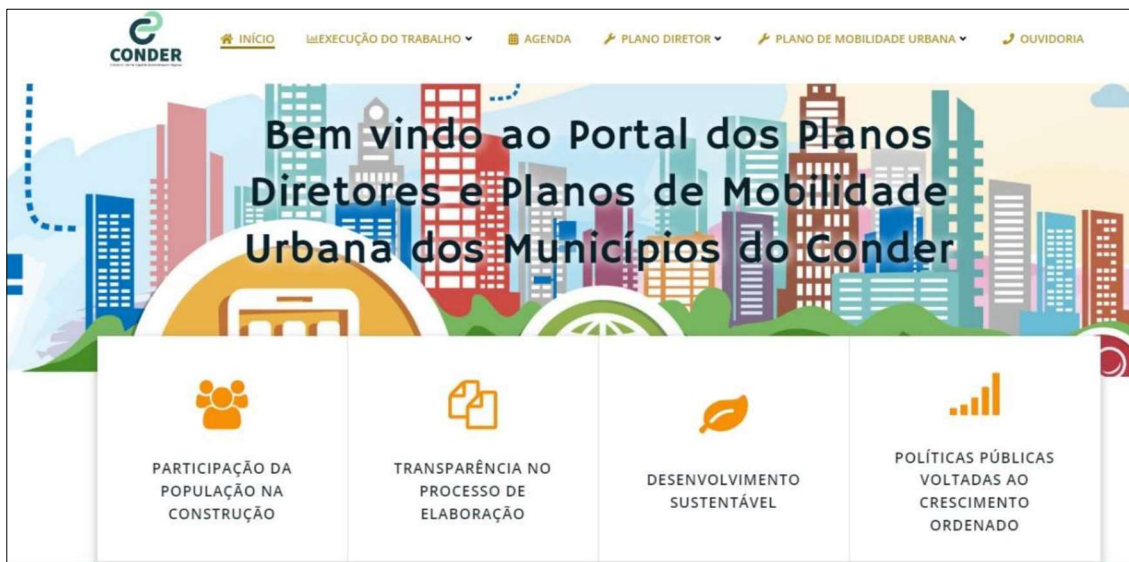 CONDER
INÍCIO
EXECUÇÃO DO TRABALHO
AGENDA
PLANO DIRETOR
PLANO DE MOBILIDADE URBANA
OUVIDORIA
Bem vindo ao Portal dos Planos
Diretores e Planos de Mobilidade
Urbana dos Municípios do Conder
PARTICIPAÇÃO DA
POPULAÇÃO NA
CONSTRUÇÃO
TRANSPARÊNCIA NO
PROCESSO DE
ELABORAÇÃO
DESENVOLVIMENTO
SUSTENTÁVEL
POLÍTICAS PÚBLICAS
VOLTADAS AO
CRESCIMENTO
ORDENADO